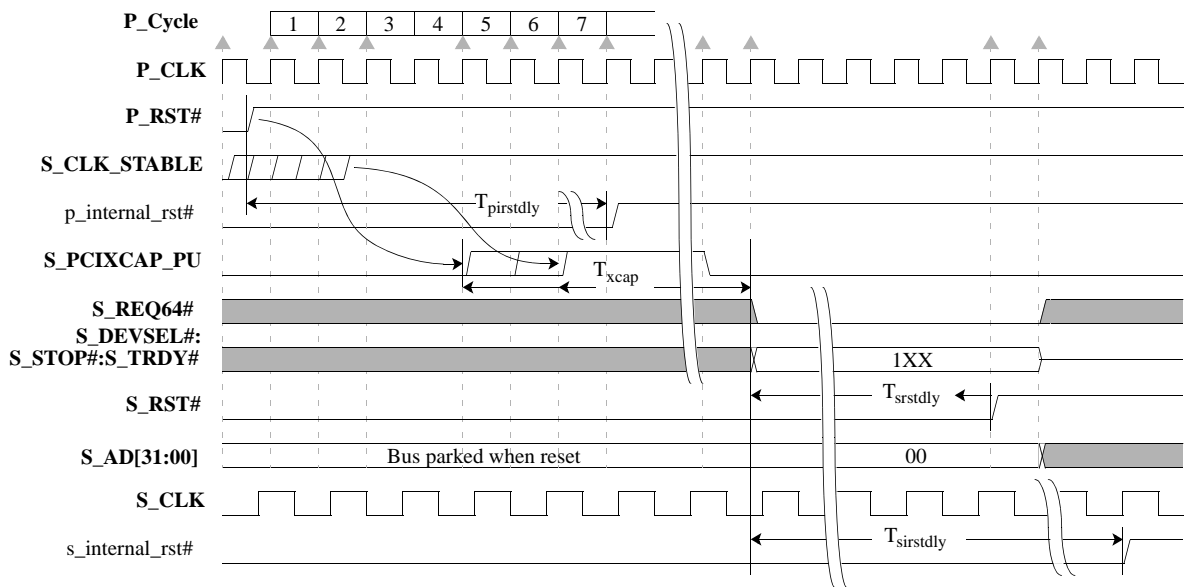 P_Cycle 1 2 3 4 5 6 7
P_CLK
P_RST#
S_CLK_STABLE
p_internal_rst# Tpirstdly
S_PCIXCAP_PU Txcap
S_REQ64#
S_DEVSEL#:
S_STOP#:S_TRDY# 1XX
S_RST# Tsrstdly
S_AD[31:00] Bus parked when reset 00
S_CLK
s_internal_rst# Tsirstdly